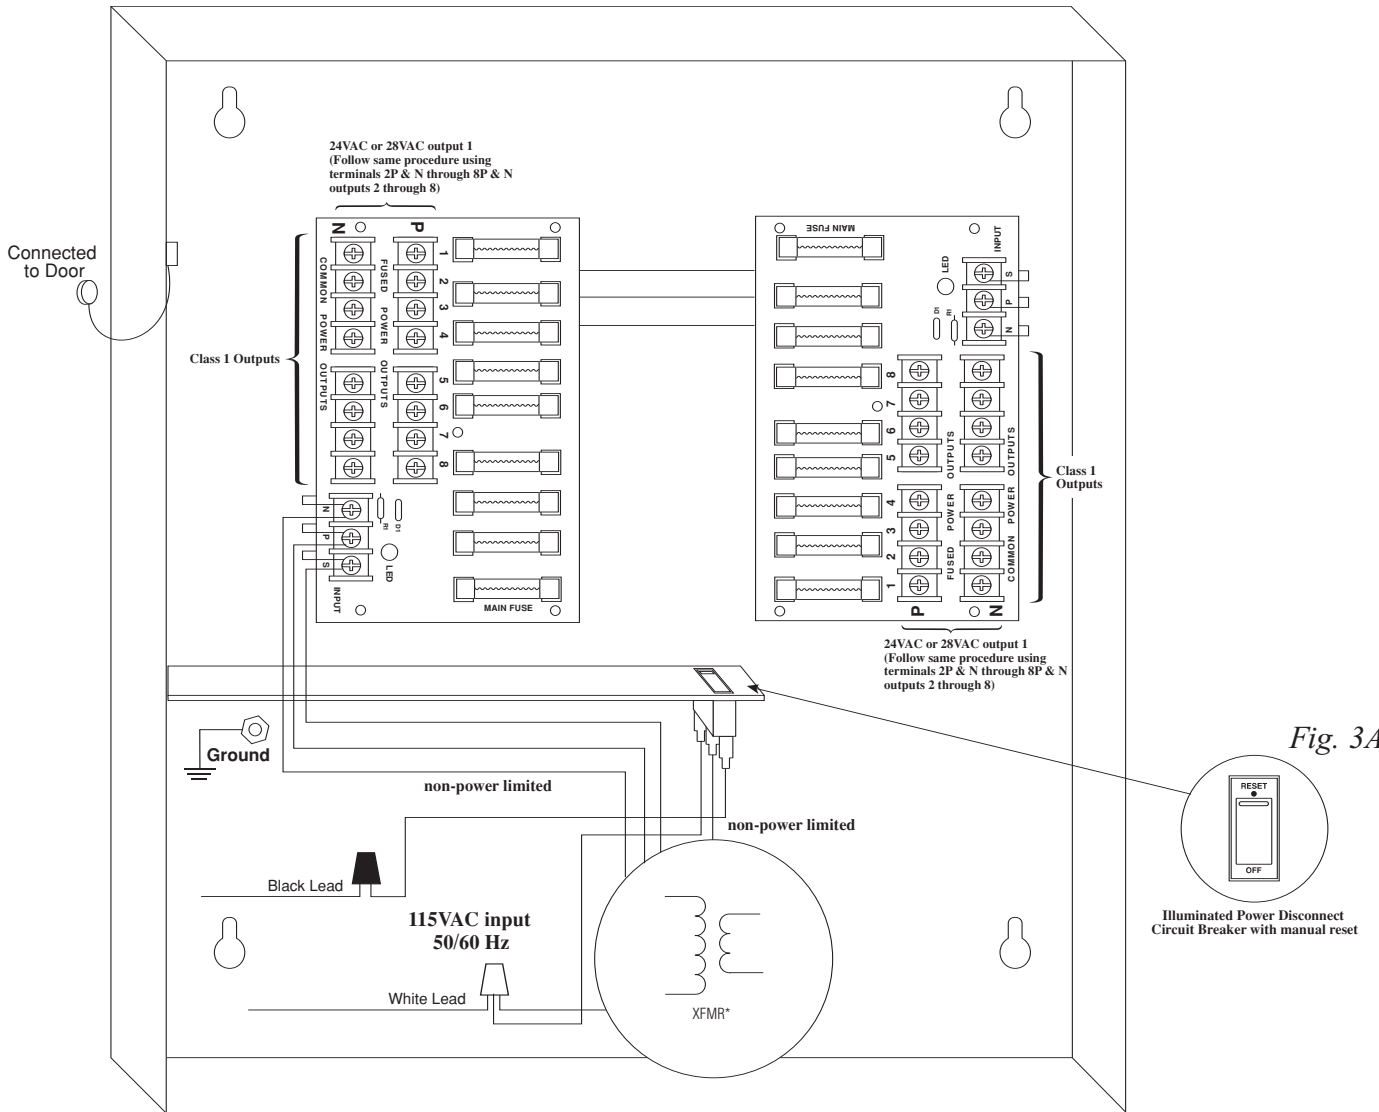 24VAC or 28VAC output 1
(Follow same procedure using
terminals 2P & N through 8P & N
outputs 2 through 8)
Connected
to Door
Class 1 Outputs
N
P
COMMON POWER OUTPUTS
FUSED POWER OUTPUTS
1
2
3
4
5
6
7
8
N
P
S
R1
D1
LED
INPUT
MAIN FUSE
MAIN FUSE
INPUT
LED
S
P
N
D1
R1
8
7
6
5
4
3
2
1
FUSED POWER OUTPUTS
COMMON POWER OUTPUTS
P
N
Class 1
Outputs
24VAC or 28VAC output 1
(Follow same procedure using
terminals 2P & N through 8P & N
outputs 2 through 8)
Ground
non-power limited
non-power limited
Black Lead
115VAC input
50/60 Hz
White Lead
XFMR*
Fig. 3A
RESET
OFF
Illuminated Power Disconnect
Circuit Breaker with manual reset